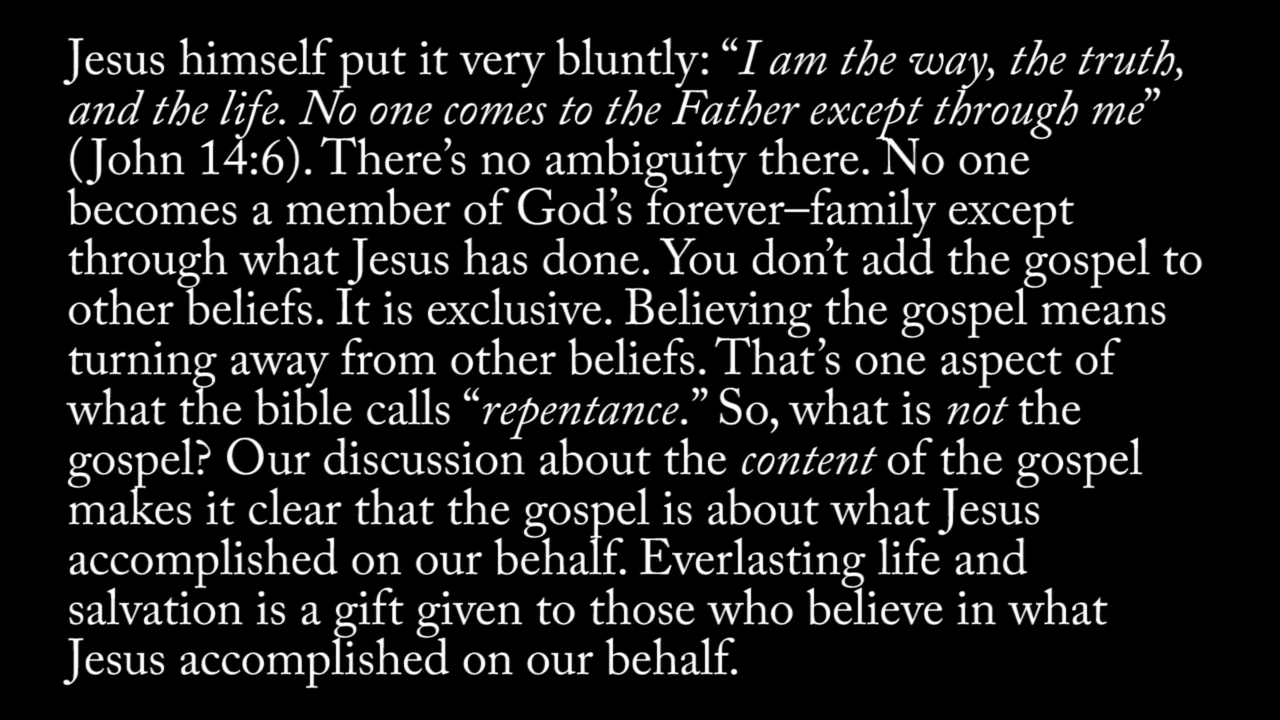 Jesus himself put it very bluntly: “I am the way, the truth,
and the life. No one comes to the Father except through me”
(John 14:6). There’s no ambiguity there. No one
becomes a member of God’s forever–family except
through what Jesus has done. You don’t add the gospel to
other beliefs. It is exclusive. Believing the gospel means
turning away from other beliefs. That’s one aspect of
what the bible calls “repentance.” So, what is not the
gospel? Our discussion about the content of the gospel
makes it clear that the gospel is about what Jesus
accomplished on our behalf. Everlasting life and
salvation is a gift given to those who believe in what
Jesus accomplished on our behalf.